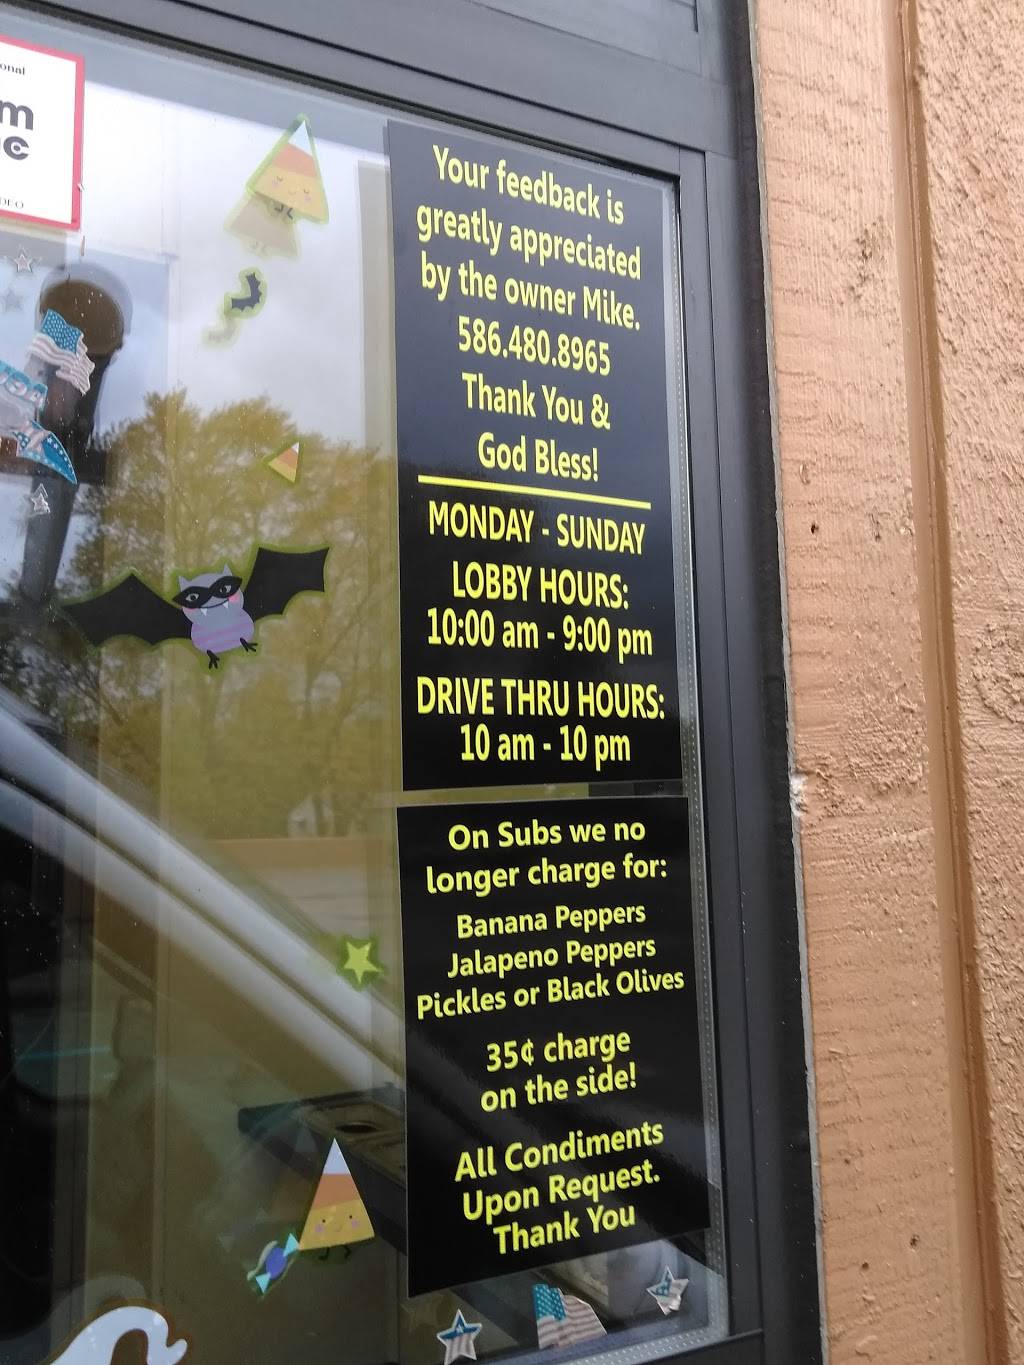 onal
m
c
DEO
USA
Your feedback is
greatly appreciated
by the owner Mike.
586.480.8965
Thank You &
God Bless!
MONDAY - SUNDAY
LOBBY HOURS:
10:00 am - 9:00 pm
DRIVE THRU HOURS:
10 am - 10 pm
On Subs we no
longer charge for:
Banana Peppers
Jalapeno Peppers
Pickles or Black Olives
35¢ charge
on the side!
All Condiments
Upon Request.
Thank You